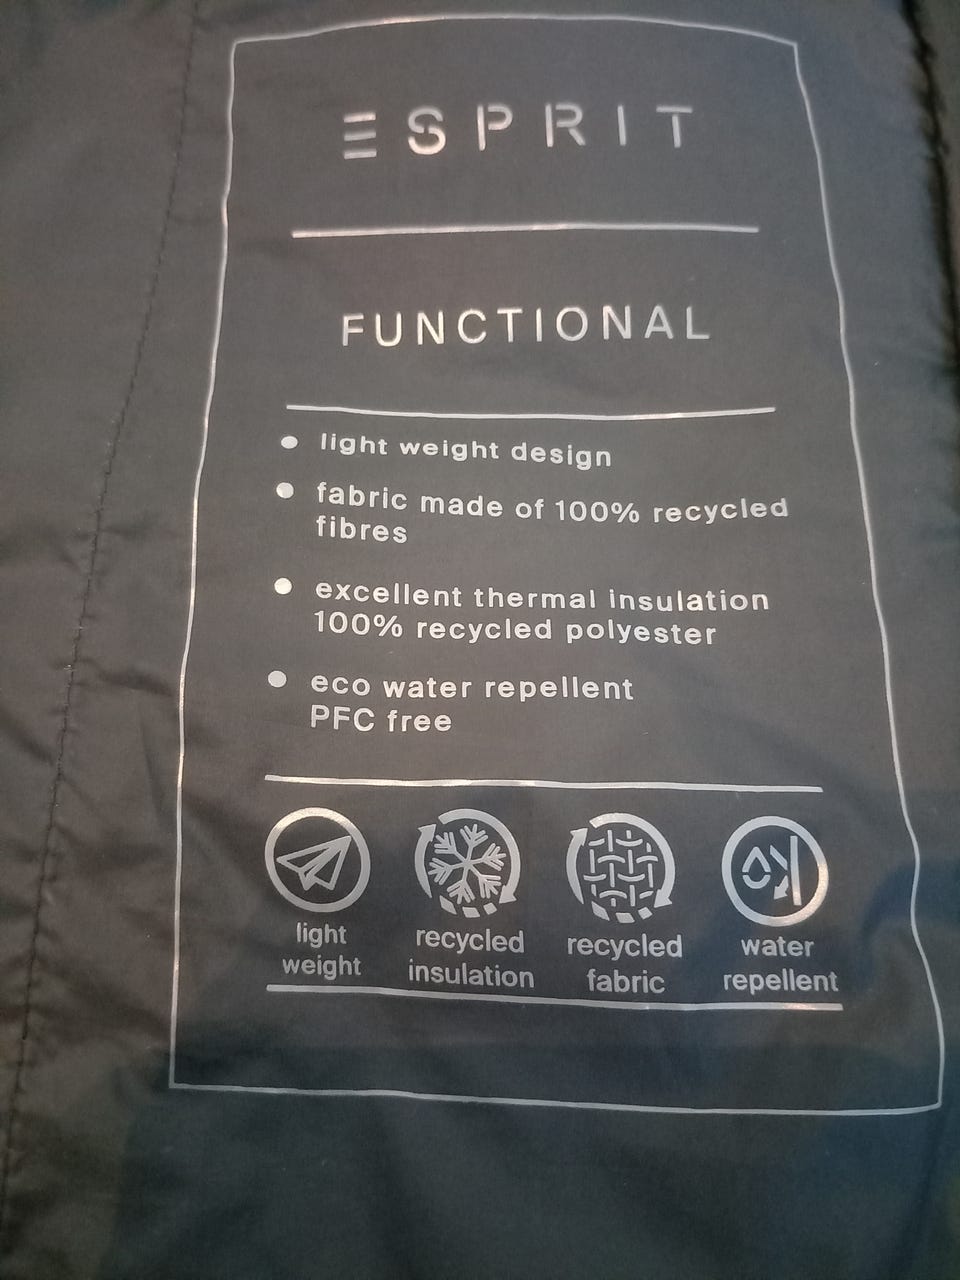 ESPRIT
FUNCTIONAL
● light weight design
● fabric made of 100% recycled
fibres
● excellent thermal insulation
100% recycled polyester
● eco water repellent
PFC free
light
weight
recycled
insulation
recycled
fabric
water
repellent